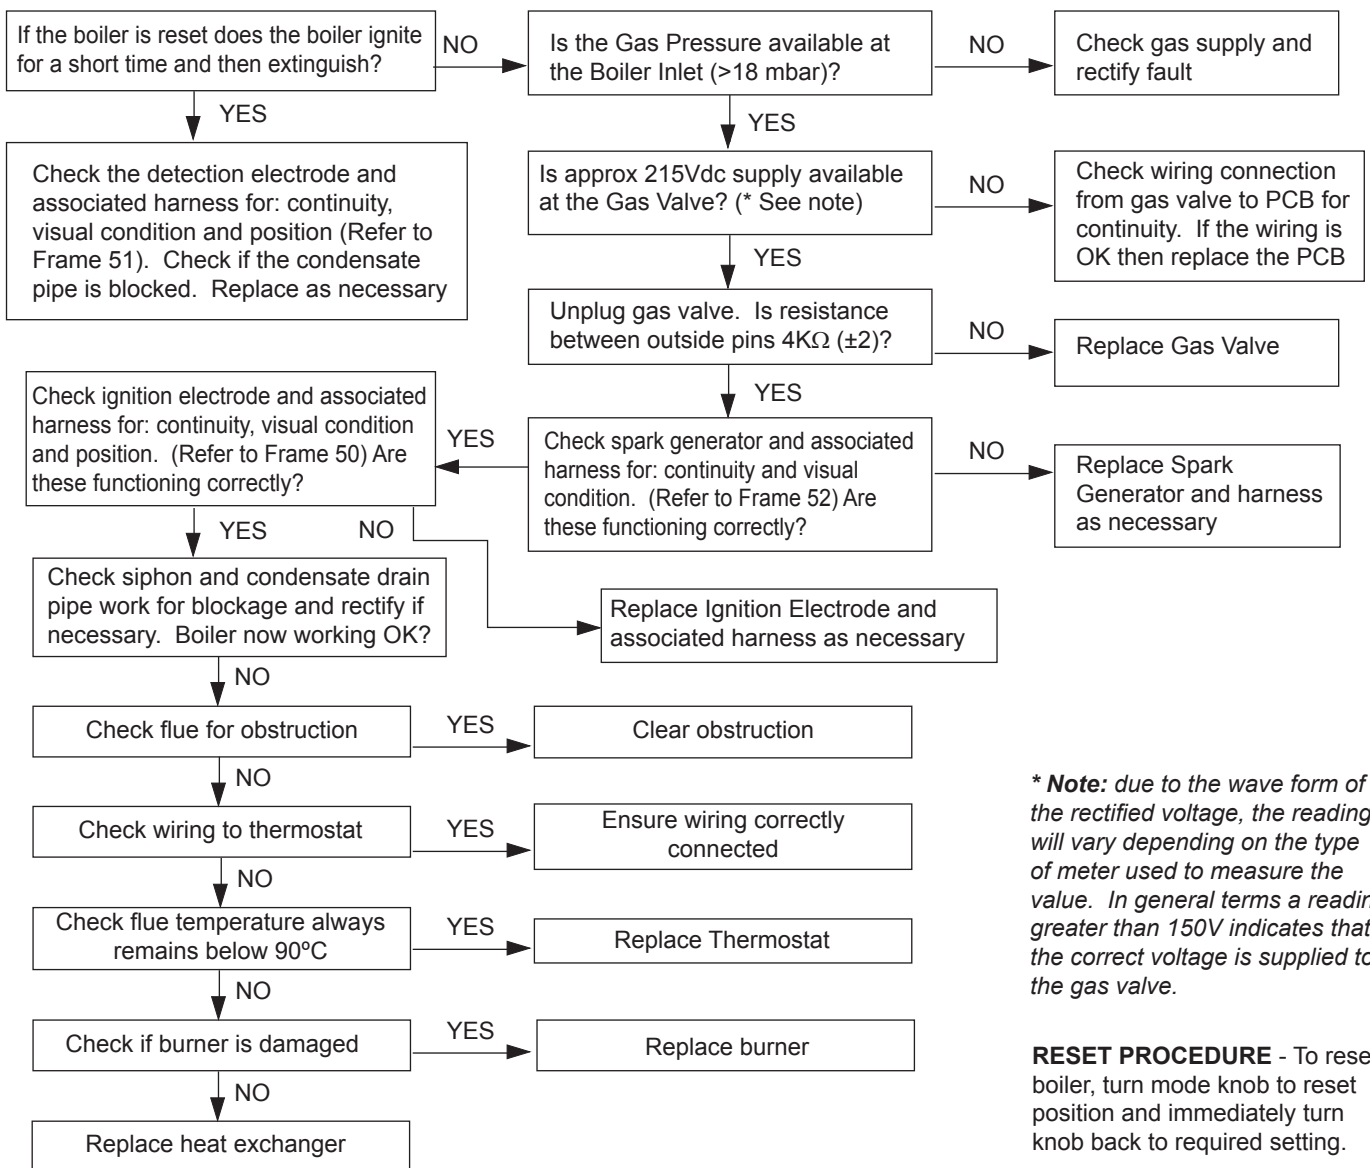 If the boiler is reset does the boiler ignite
for a short time and then extinguish?
NO
Is the Gas Pressure available at
the Boiler Inlet (>18 mbar)?
NO
Check gas supply and
rectify fault
YES
YES
Check the detection electrode and
associated harness for: continuity,
visual condition and position (Refer to
Frame 51).  Check if the condensate
pipe is blocked.  Replace as necessary
Is approx 215Vdc supply available
at the Gas Valve? (* See note)
NO
Check wiring connection
from gas valve to PCB for
continuity.  If the wiring is
OK then replace the PCB
YES
Unplug gas valve.  Is resistance
between outside pins 4KΩ (±2)?
NO
Replace Gas Valve
YES
Check spark generator and associated
harness for: continuity and visual
condition.  (Refer to Frame 52) Are
these functioning correctly?
NO
Replace Spark
Generator and harness
as necessary
YES
Check ignition electrode and associated
harness for: continuity, visual condition
and position.  (Refer to Frame 50) Are
these functioning correctly?
YES
NO
Replace Ignition Electrode and
associated harness as necessary
Check siphon and condensate drain
pipe work for blockage and rectify if
necessary.  Boiler now working OK?
NO
Check flue for obstruction
YES
Clear obstruction
NO
Check wiring to thermostat
YES
Ensure wiring correctly
connected
NO
Check flue temperature always
remains below 90ºC
YES
Replace Thermostat
NO
Check if burner is damaged
YES
Replace burner
NO
Replace heat exchanger
* Note: due to the wave form of
the rectified voltage, the reading
will vary depending on the type
of meter used to measure the
value.  In general terms a readin
greater than 150V indicates that
the correct voltage is supplied to
the gas valve.
RESET PROCEDURE - To rese
boiler, turn mode knob to reset
position and immediately turn
knob back to required setting.